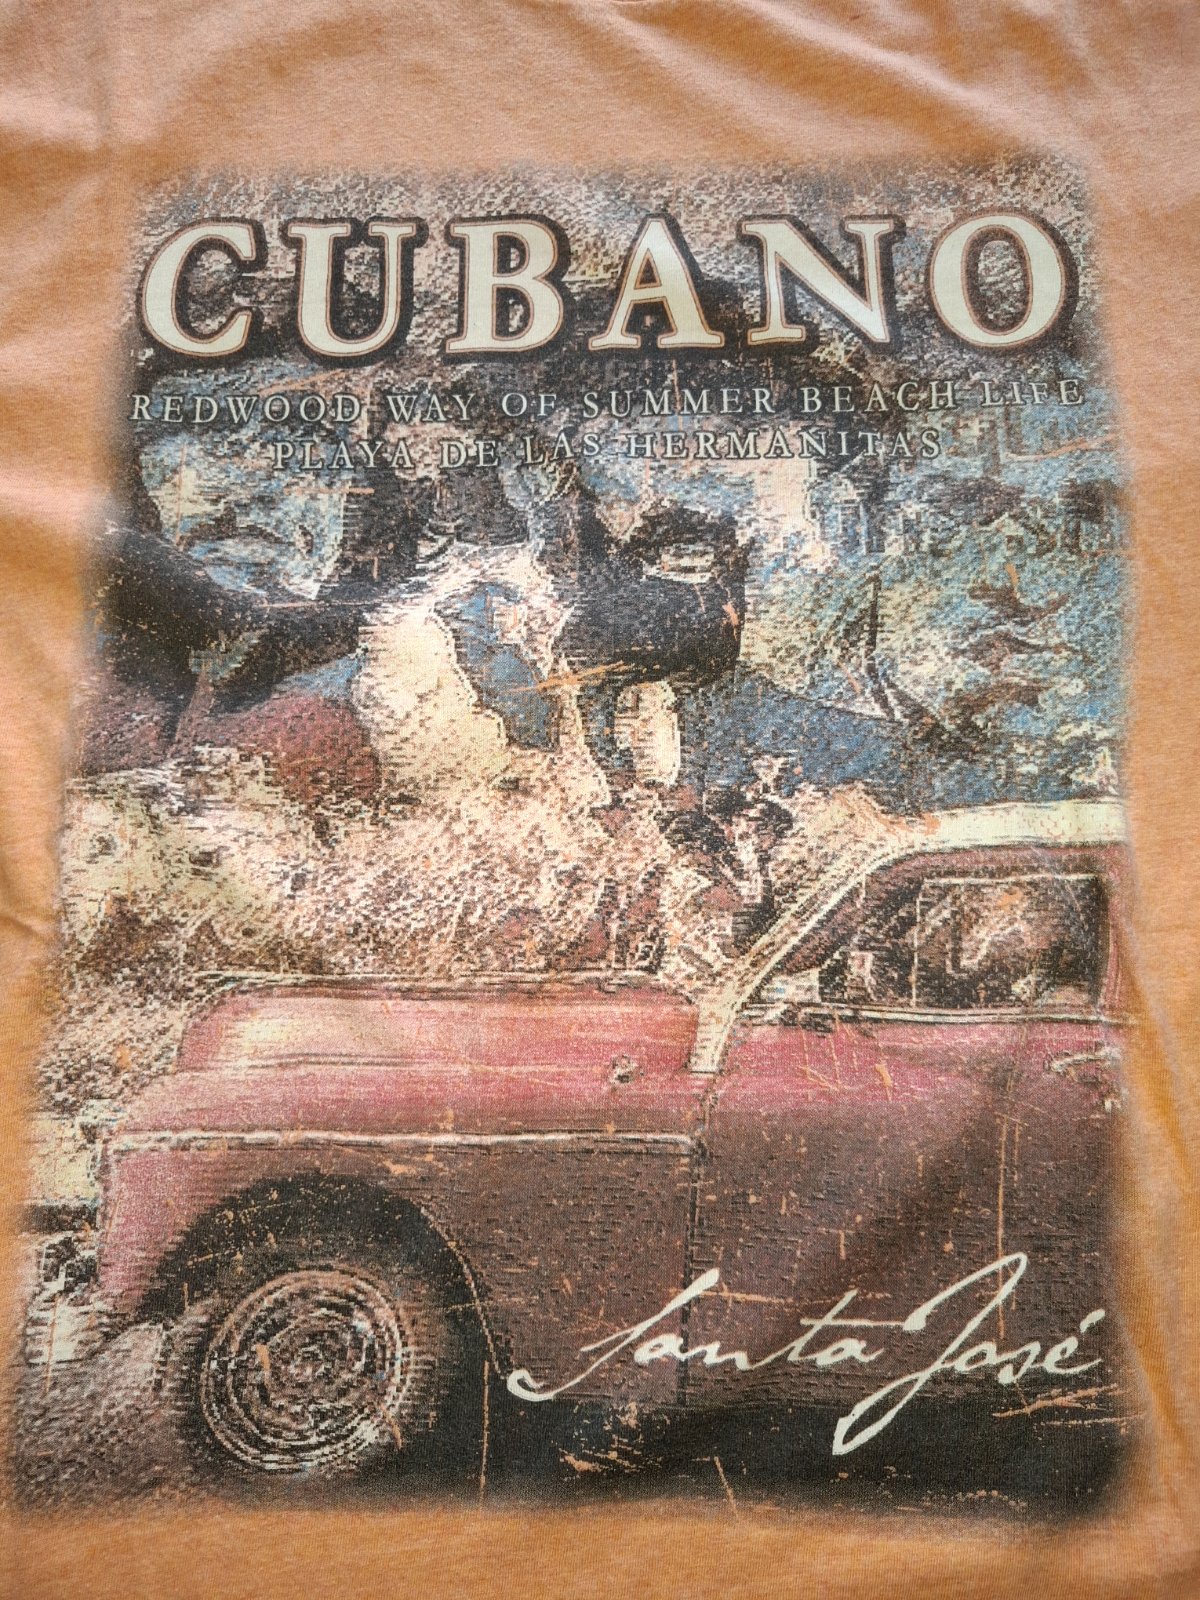 CUBANO
REDWOOD WAY OF SUMMER BEACH LIFE
PLAYA DE LAS HERMANITAS
Santa José